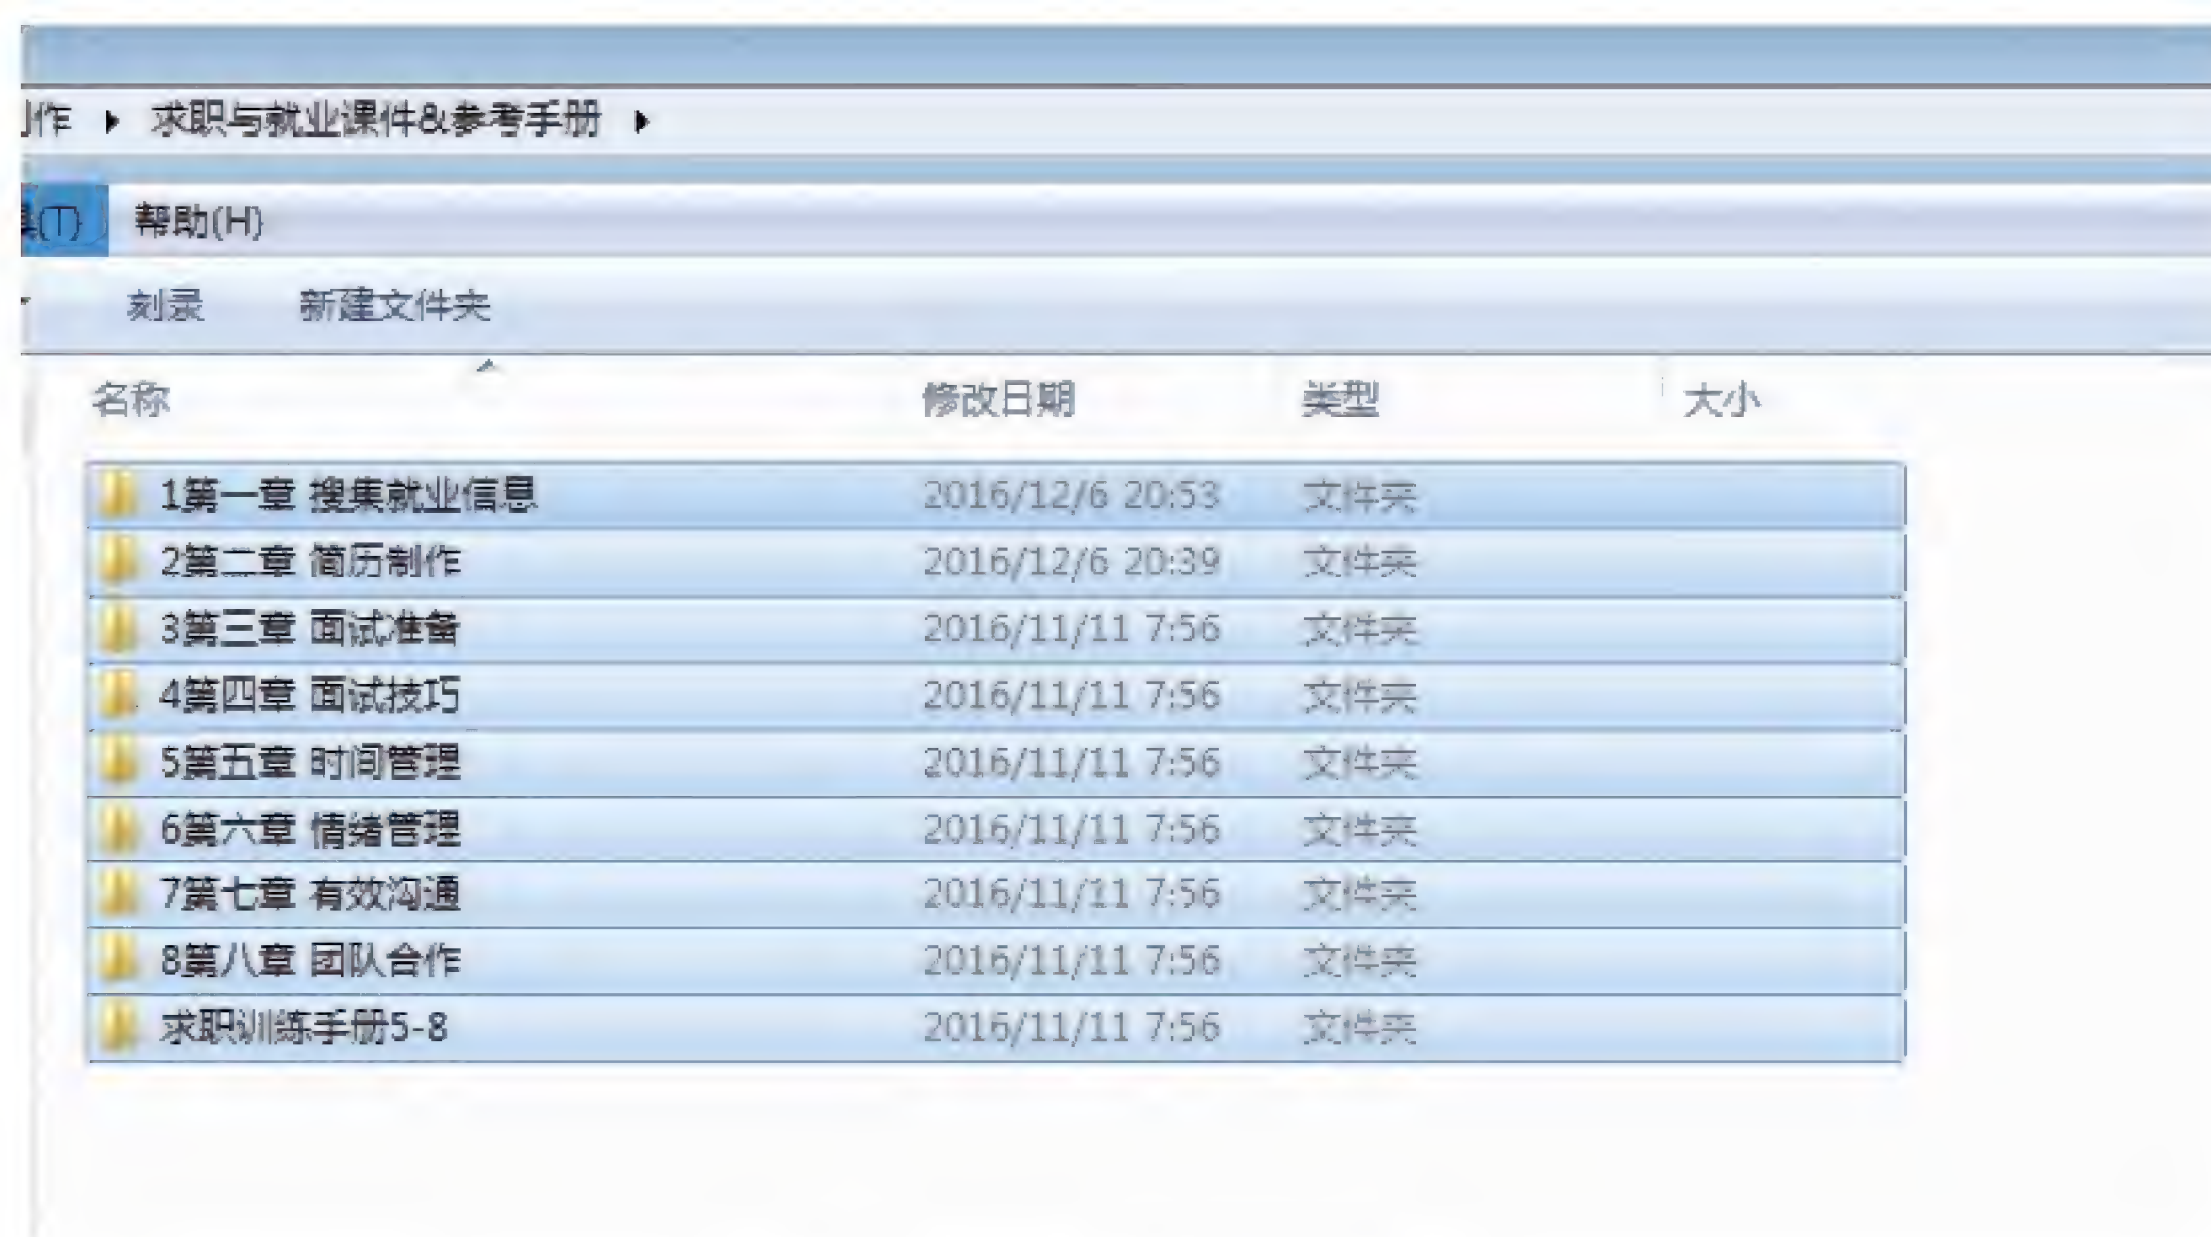 作 ▸ 求职与就业课件&参考手册 ▸
(T) 帮助(H)
刻录 新建文件夹
名称 修改日期 类型 大小
1第一章 搜集就业信息 2016/12/6 20:53 文件夹
2第二章 简历制作 2016/12/6 20:39 文件夹
3第三章 面试准备 2016/11/11 7:56 文件夹
4第四章 面试技巧 2016/11/11 7:56 文件夹
5第五章 时间管理 2016/11/11 7:56 文件夹
6第六章 情绪管理 2016/11/11 7:56 文件夹
7第七章 有效沟通 2016/11/11 7:56 文件夹
8第八章 团队合作 2016/11/11 7:56 文件夹
求职训练手册5-8 2016/11/11 7:56 文件夹